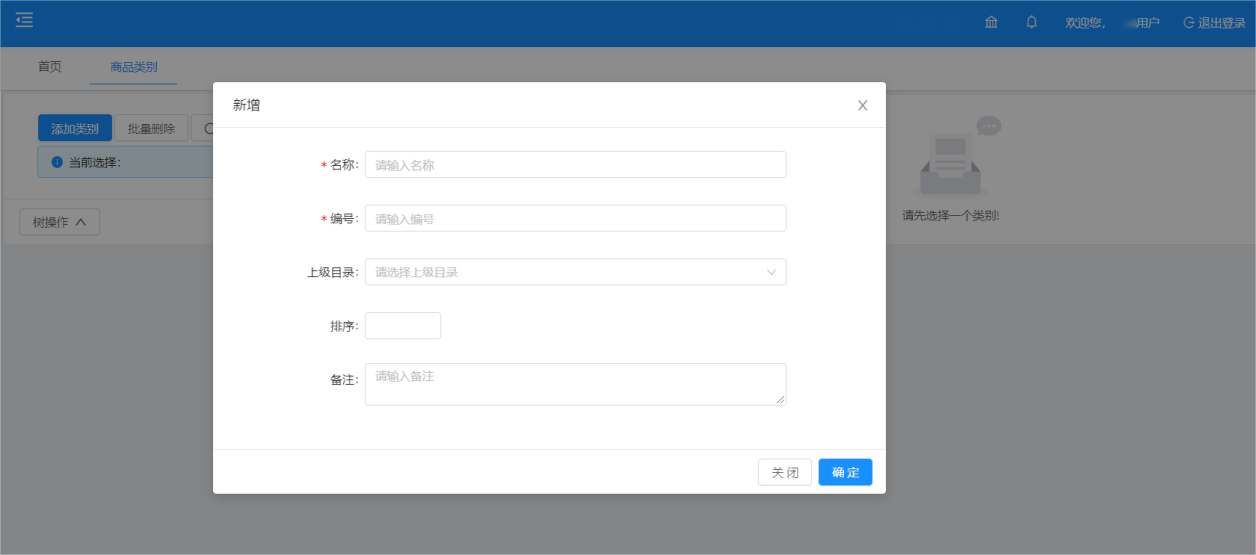 欢迎您,
用户
退出登录
首页
商品类别
新增
添加类别
批量删除
当前选择:
树操作
* 名称:
请输入名称
* 编号:
请输入编号
上级目录:
请选择上级目录
排序:
备注:
请输入备注
关 闭
确 定
请先选择一个类别!